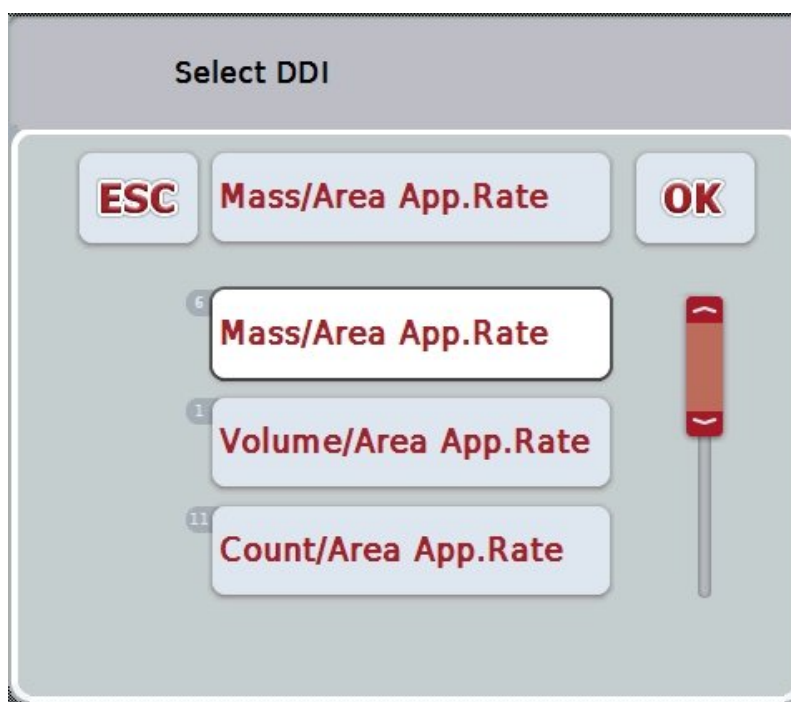 Select DDI
ESC
Mass/Area App.Rate
OK
6
Mass/Area App.Rate
1
Volume/Area App.Rate
11
Count/Area App.Rate